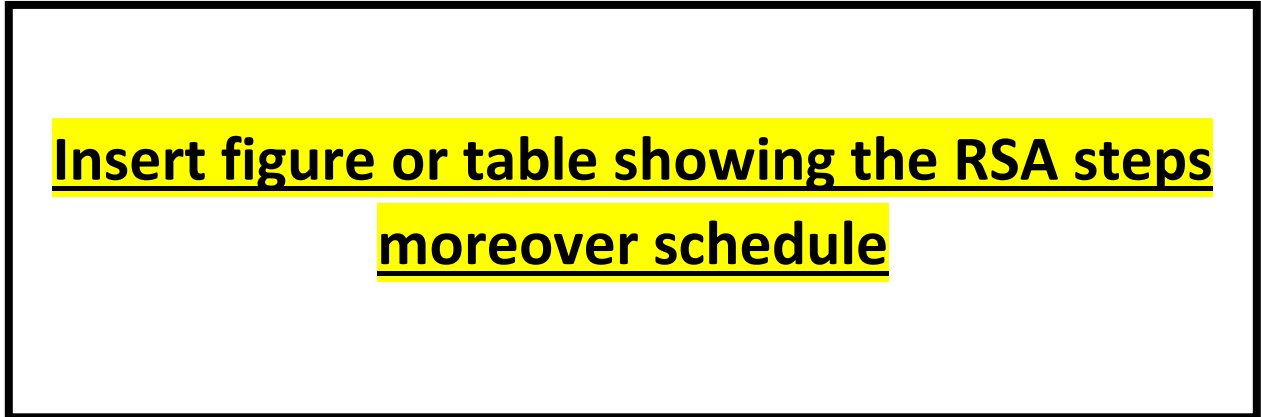 Insert figure or table showing the RSA steps
moreover schedule